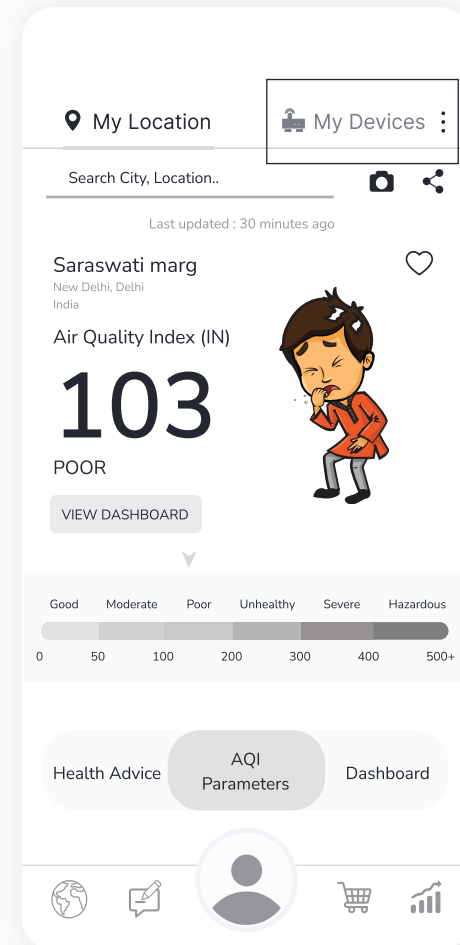 My Location
My Devices
Search City, Location..
Last updated : 30 minutes ago
Saraswati marg
New Delhi, Delhi
India
Air Quality Index (IN)
103
POOR
VIEW DASHBOARD
Good Moderate Poor Unhealthy Severe Hazardous
0 50 100 200 300 400 500+
Health Advice
AQI
Parameters
Dashboard